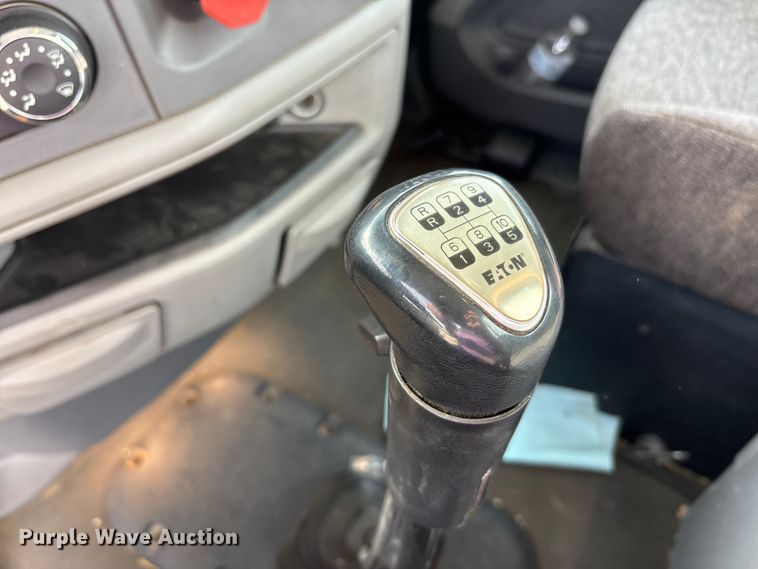 R 7 9
R 2 4
6 8 10
1 3 5
EATON
Purple Wave Auction